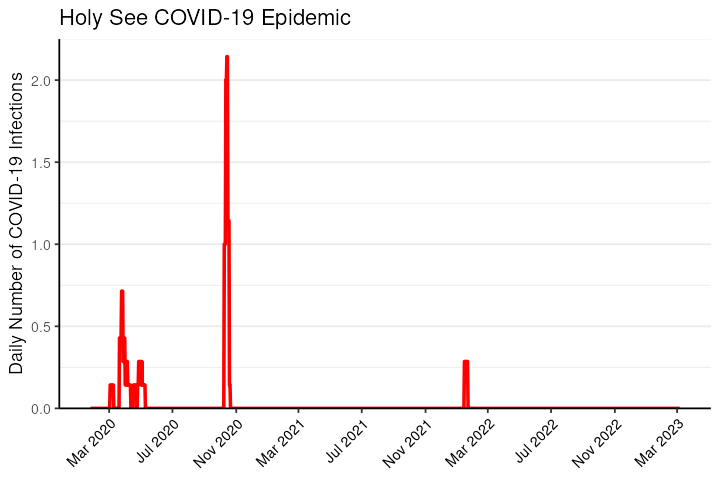 Holy See COVID-19 Epidemic
Daily Number of COVID-19 Infections
2.0
1.5
1.0
0.5
0.0
Mar 2020
Jul 2020
Nov 2020
Mar 2021
Jul 2021
Nov 2021
Mar 2022
Jul 2022
Nov 2022
Mar 2023